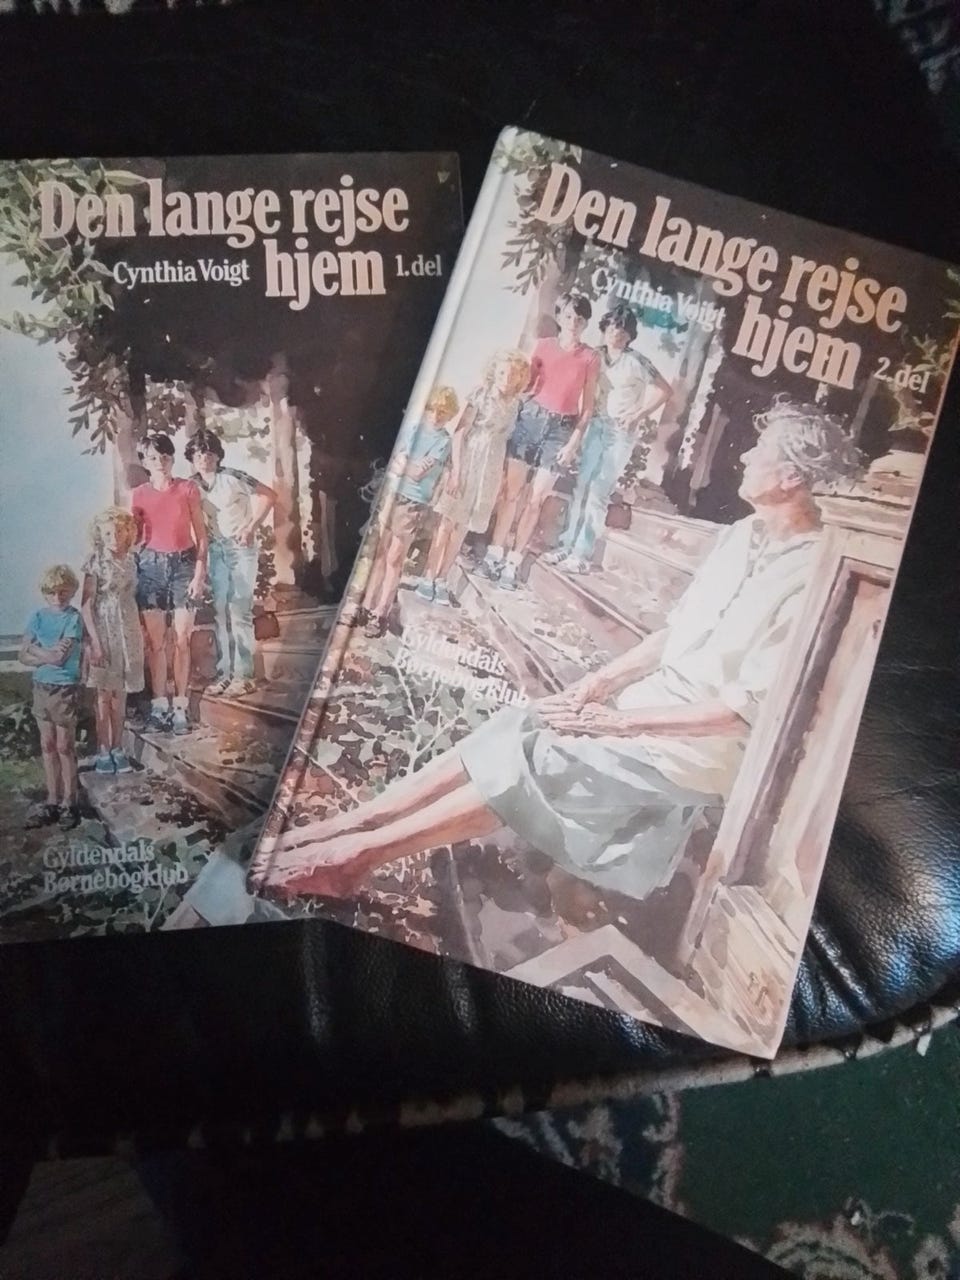 Den lange rejse
hjem 1. del
Cynthia Voigt
Gyldendals
Børnebogklub
Den lange rejse
hjem 2. del
Cynthia Voigt
Gyldendals
Børnebogklub